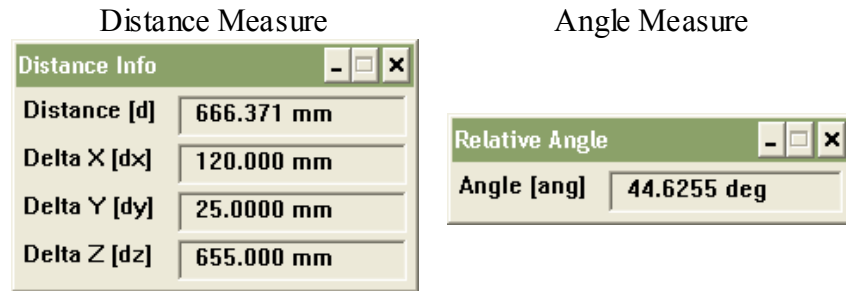 Distance Measure
Distance Info
Distance [d] 666.371 mm
Delta X [dx] 120.000 mm
Delta Y [dy] 25.0000 mm
Delta Z [dz] 655.000 mm
Angle Measure
Relative Angle
Angle [ang] 44.6255 deg